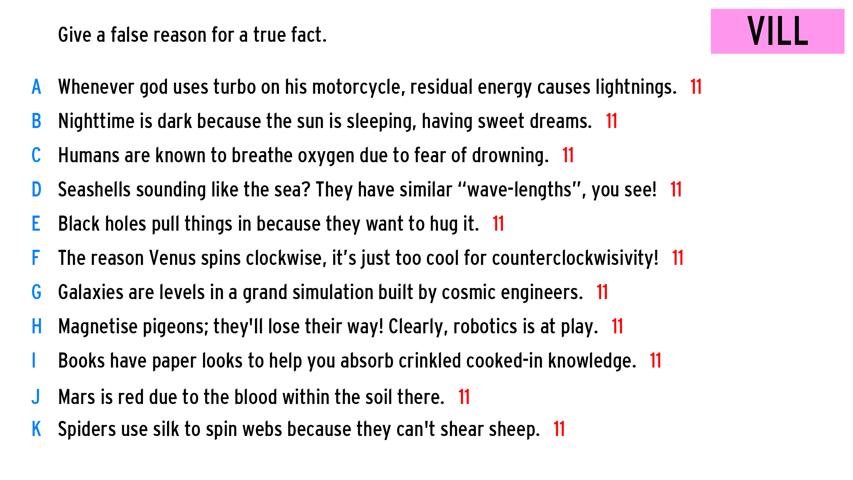 Give a false reason for a true fact.
VILL
A Whenever god uses turbo on his motorcycle, residual energy causes lightnings. 11
B Nighttime is dark because the sun is sleeping, having sweet dreams. 11
C Humans are known to breathe oxygen due to fear of drowning. 11
D Seashells sounding like the sea? They have similar “wave-lengths”, you see! 11
E Black holes pull things in because they want to hug it. 11
F The reason Venus spins clockwise, it’s just too cool for counterclockwisivity! 11
G Galaxies are levels in a grand simulation built by cosmic engineers. 11
H Magnetise pigeons; they'll lose their way! Clearly, robotics is at play. 11
I Books have paper looks to help you absorb crinkled cooked-in knowledge. 11
J Mars is red due to the blood within the soil there. 11
K Spiders use silk to spin webs because they can't shear sheep. 11